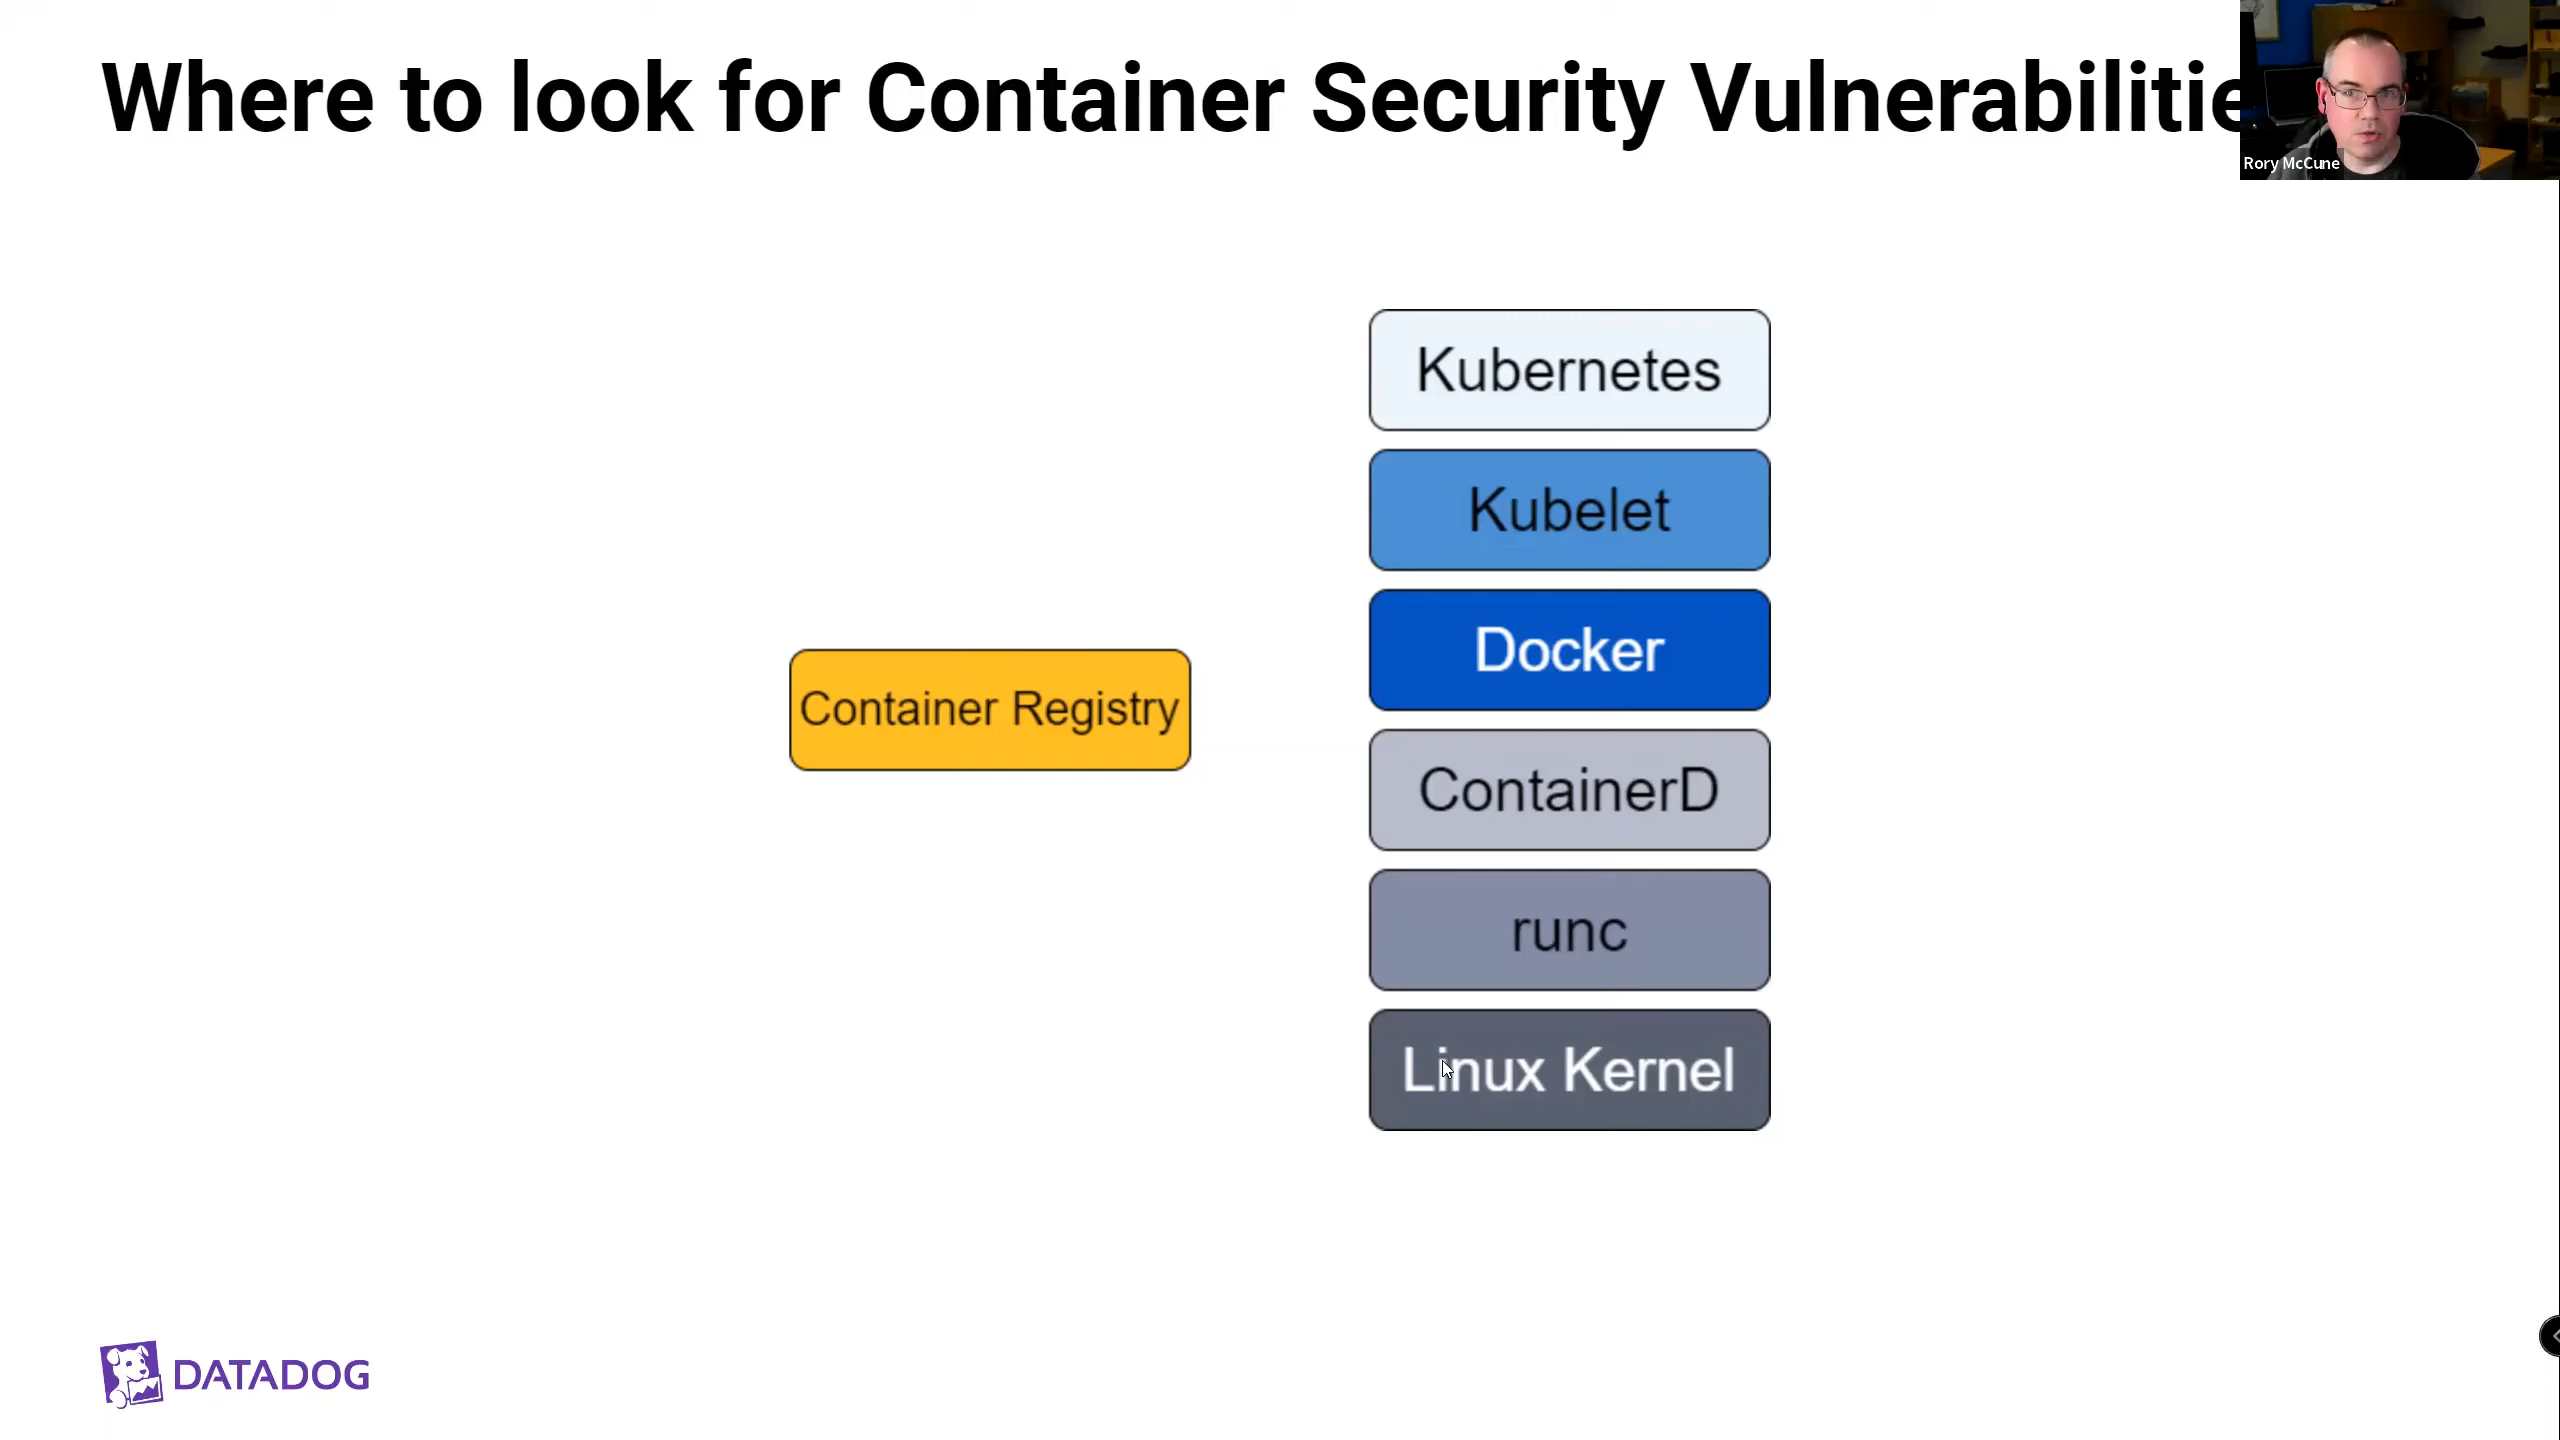 Where to look for Container Security Vulnerabilitie
Rory McCune
Kubernetes
Kubelet
Docker
Container Registry
ContainerD
runc
Linux Kernel
DATADOG